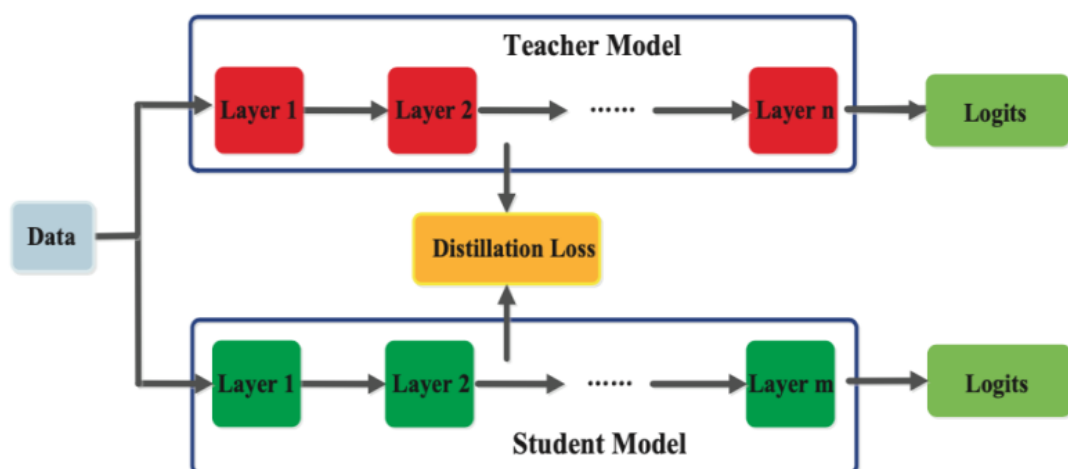 Teacher Model
Layer 1
Layer 2
......
Layer n
Logits
Data
Distillation Loss
Layer 1
Layer 2
......
Layer m
Logits
Student Model